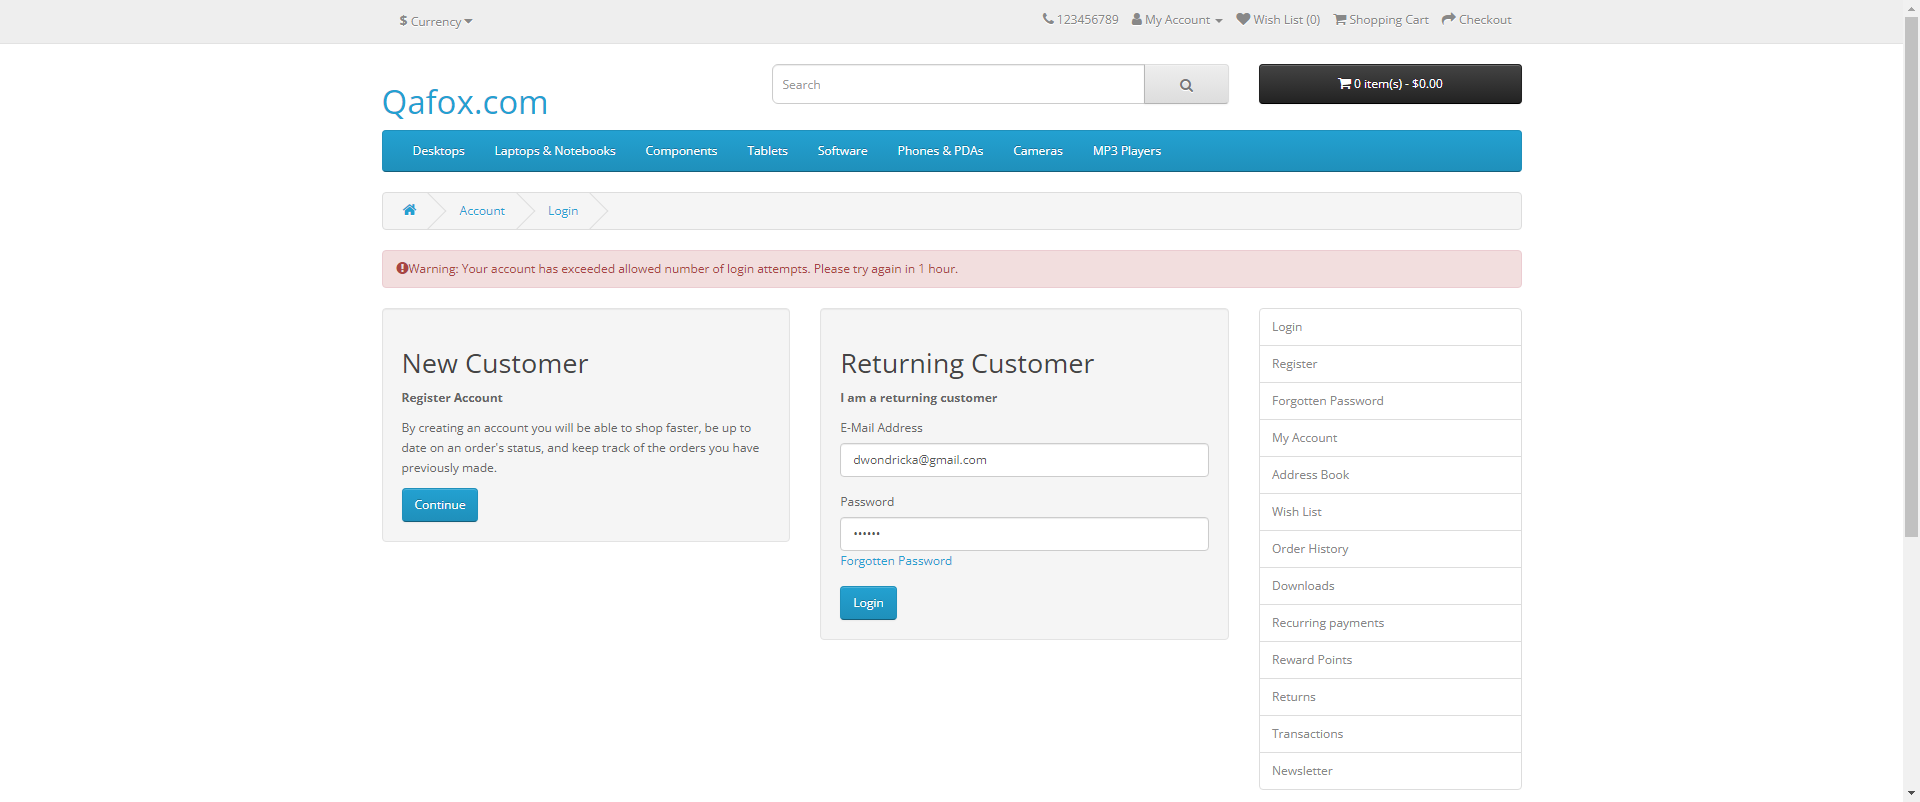 $ Currency
123456789 My Account Wish List (0) Shopping Cart Checkout
Qafox.com
Search
0 item(s) - $0.00
Desktops Laptops & Notebooks Components Tablets Software Phones & PDAs Cameras MP3 Players
Account Login
Warning: Your account has exceeded allowed number of login attempts. Please try again in 1 hour.
New Customer
Register Account
By creating an account you will be able to shop faster, be up to
date on an order's status, and keep track of the orders you have
previously made.
Continue
Returning Customer
I am a returning customer
E-Mail Address
dwondricka@gmail.com
Password
••••••
Forgotten Password
Login
Login
Register
Forgotten Password
My Account
Address Book
Wish List
Order History
Downloads
Recurring payments
Reward Points
Returns
Transactions
Newsletter